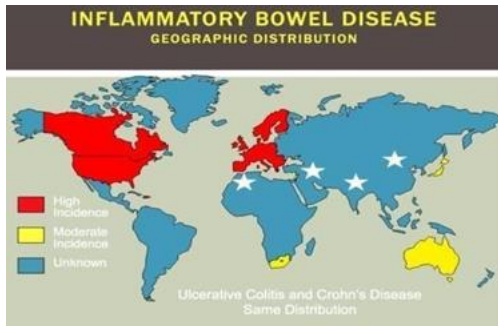 INFLAMMATORY BOWEL DISEASE
GEOGRAPHIC DISTRIBUTION
High
Incidence
Moderate
Incidence
Unknown
Ulcerative Colitis and Crohn's Disease
Same Distribution